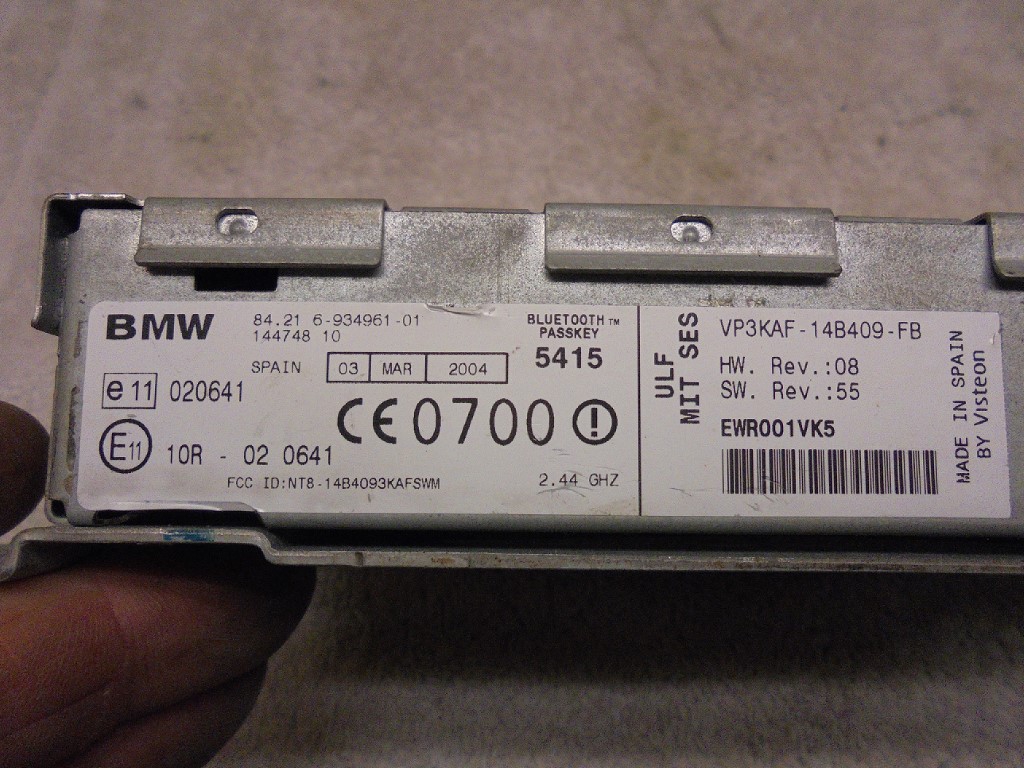 BMW 84.21 6-934961-01
144748 10
BLUETOOTH™
PASSKEY
5415
SPAIN 03 MAR 2004
e 11 020641
CE 0700
E11 10R - 02 0641
FCC ID:NT8-14B4093KAFSWM
2.44 GHZ
ULF
MIT SES
VP3KAF-14B409-FB
HW. Rev.:08
SW. Rev.:55
EWR001VK5
MADE IN SPAIN
BY Visteon